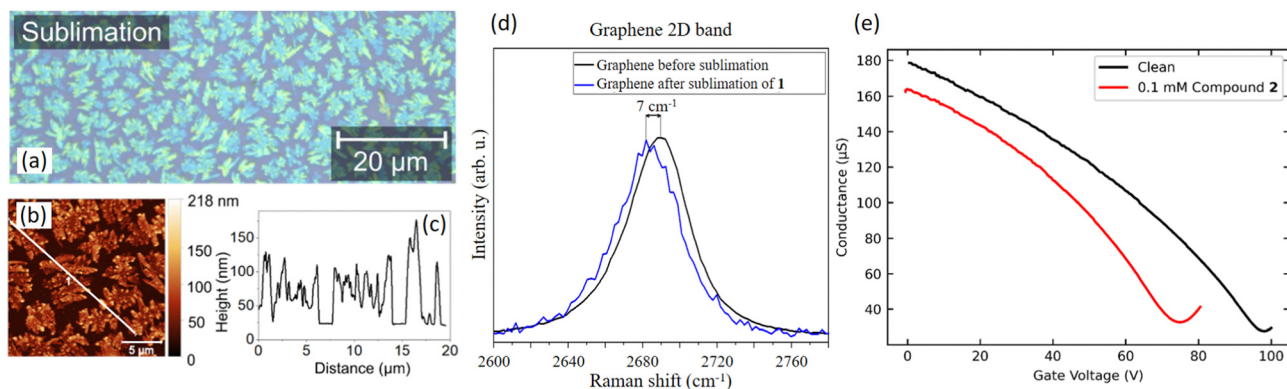 Sublimation
(a)
20 µm
(b)
1
5 µm
218 nm
150
100
50
0
(c)
Height (nm)
150
100
50
0
0 5 10 15 20
Distance (µm)
(d)
Graphene 2D band
Graphene before subimation
Graphene after sublimation of 1
7 cm-1
Intensity (arb. u.)
2600 2640 2680 2720 2760
Raman shift (cm-1)
(e)
Clean
0.1 mM Compound 2
Conductance (µS)
180
160
140
120
100
80
60
40
0 20 40 60 80 100
Gate Voltage (V)